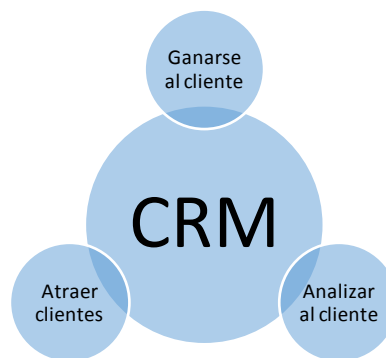 Ganarse
al cliente
CRM
Atraer
clientes
Analizar
al cliente